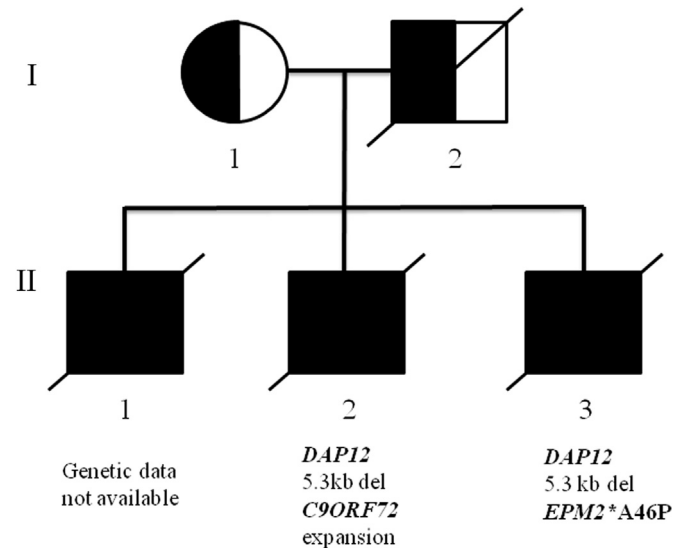 I
1
2
II
1
2
3
Genetic data
not available
DAP12
5.3kb del
C9ORF72
expansion
DAP12
5.3 kb del
EPM2*A46P